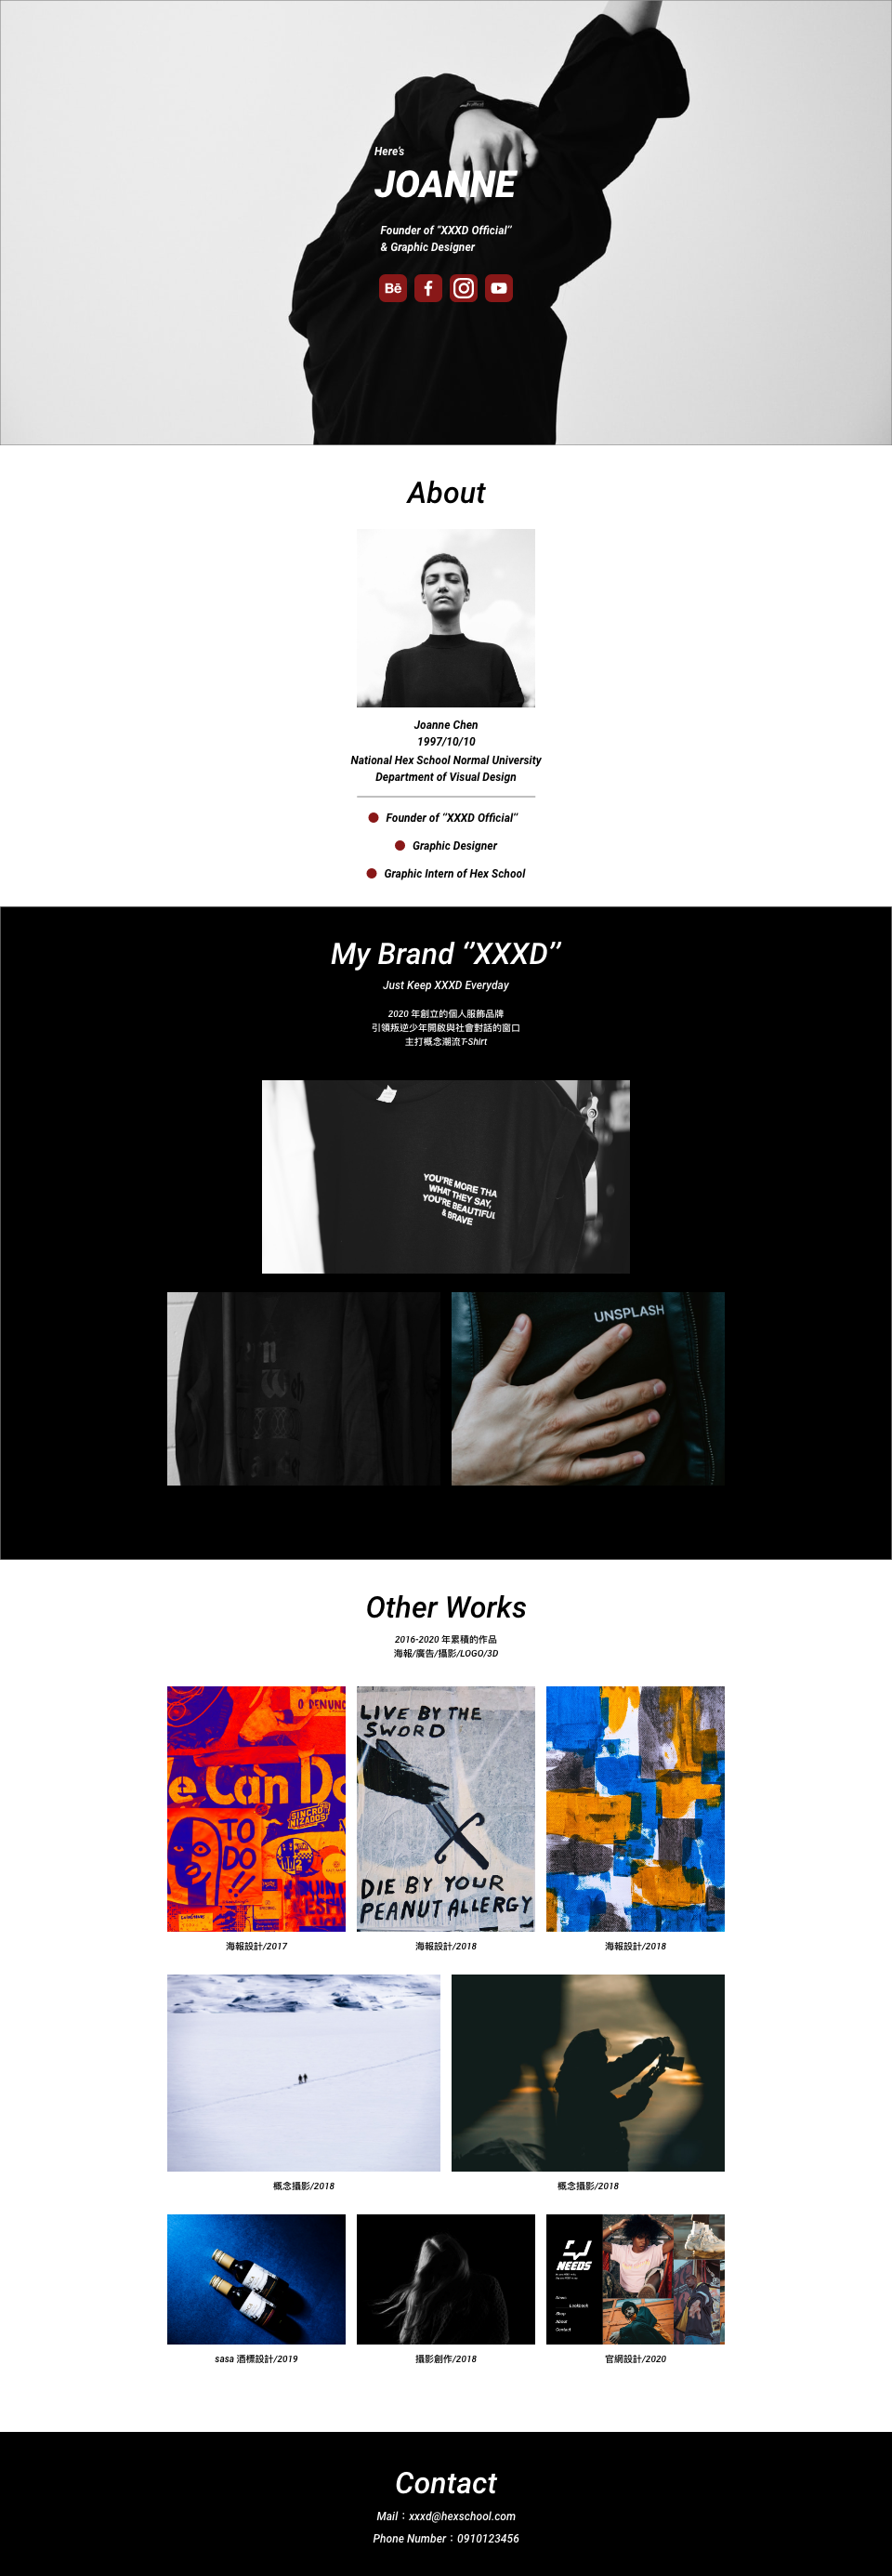 Here's
JOANNE
Founder of "XXXD Official"
& Graphic Designer
Bē
About
Joanne Chen
1997/10/10
National Hex School Normal University
Department of Visual Design
Founder of "XXXD Official"
Graphic Designer
Graphic Intern of Hex School
My Brand "XXXD"
Just Keep XXXD Everyday
2020 年創立的個人服飾品牌
引領叛逆少年開啟與社會對話的窗口
主打概念潮流T-Shirt
YOU'RE MORE THA
WHAT THEY SAY,
YOU'RE BEAUTIFUL
& BRAVE
UNSPLASH
Other Works
2016-2020 年累積的作品
海報/廣告/攝影/LOGO/3D
O RENUNC
e Can Do
SINCRO
NIZADOS
TO
DO!!
LIVE BY THE
SWORD
DIE BY YOUR
PEANUT ALLERGY
海報設計/2017
海報設計/2018
海報設計/2018
概念攝影/2018
概念攝影/2018
NEEDS
Lookbook
Shop
About
Contact
sasa 酒標設計/2019
攝影創作/2018
官網設計/2020
Contact
Mail：xxxd@hexschool.com
Phone Number：0910123456